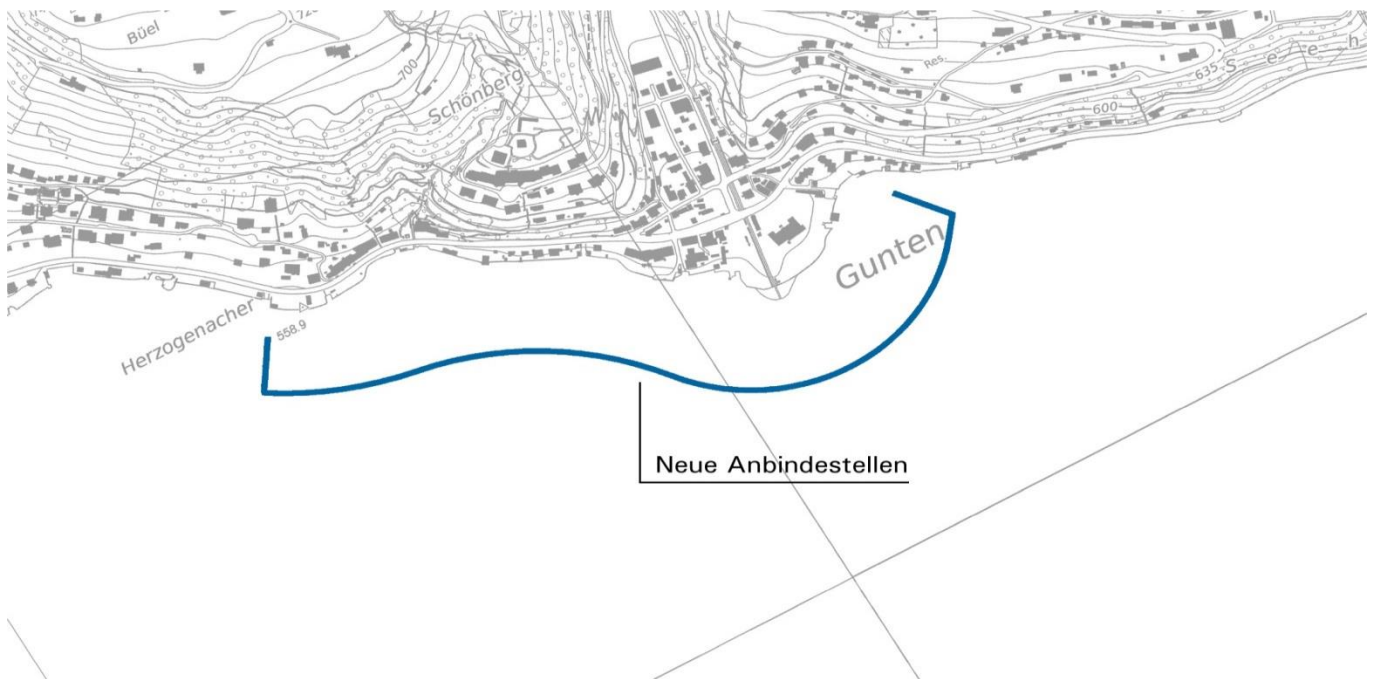 Büel
700
Schönberg
Res.
635
S e e h
600
Gunten
Herzogenacher
558.9
Neue Anbindestellen